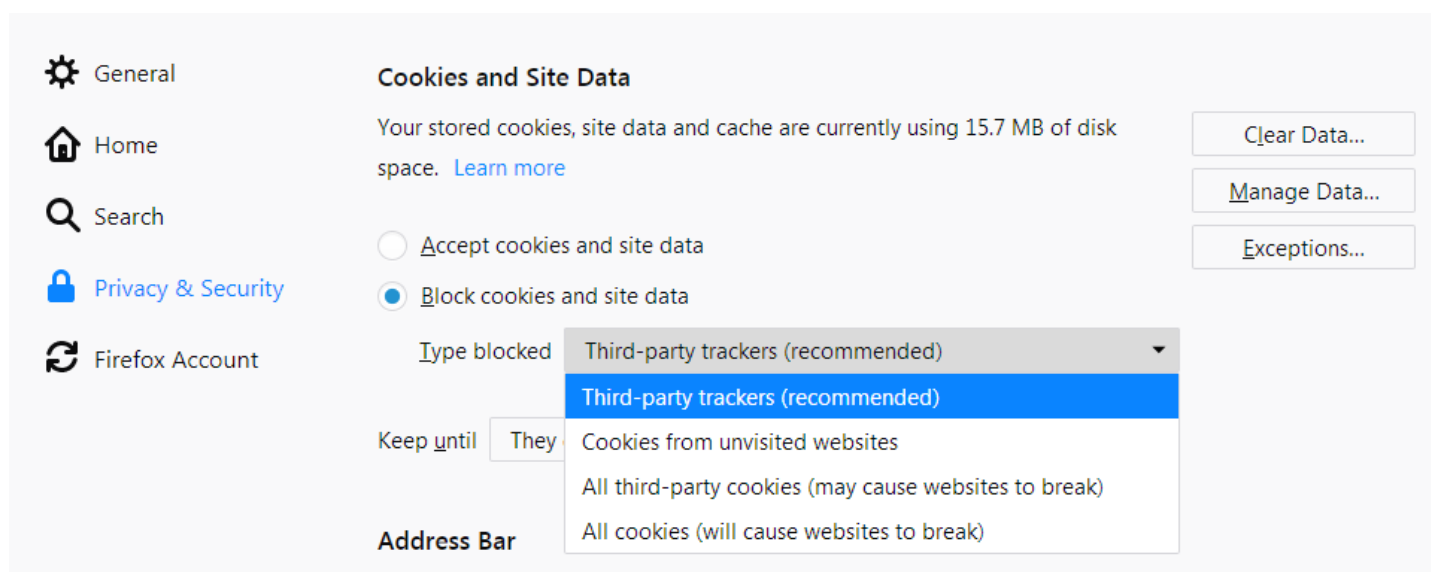 General
Home
Search
Privacy & Security
Firefox Account
Cookies and Site Data
Your stored cookies, site data and cache are currently using 15.7 MB of disk
space. Learn more
Clear Data...
Manage Data...
Exceptions...
Accept cookies and site data
Block cookies and site data
Type blocked Third-party trackers (recommended)
Third-party trackers (recommended)
Cookies from unvisited websites
All third-party cookies (may cause websites to break)
All cookies (will cause websites to break)
Keep until They
Address Bar